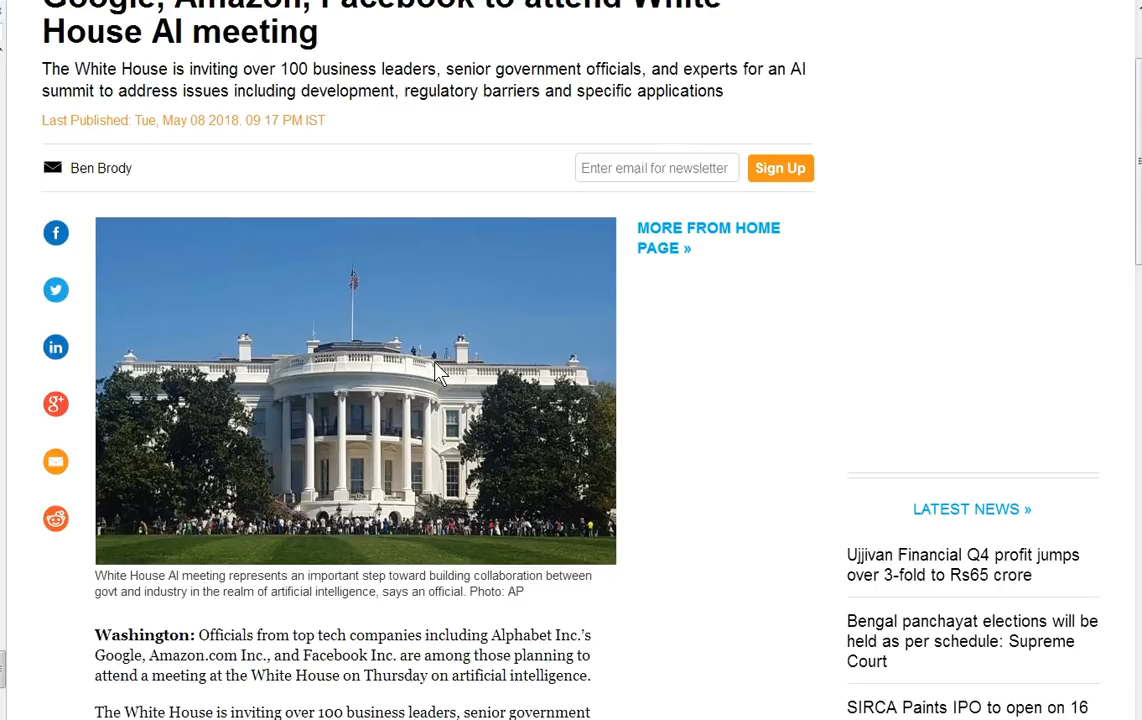 Google, Amazon, Facebook to attend White
House AI meeting
The White House is inviting over 100 business leaders, senior government officials, and experts for an AI
summit to address issues including development, regulatory barriers and specific applications
Last Published: Tue, May 08 2018. 09 17 PM IST
Ben Brody
Enter email for newsletter
Sign Up
MORE FROM HOME
PAGE »
White House AI meeting represents an important step toward building collaboration between
govt and industry in the realm of artificial intelligence, says an official. Photo: AP
Washington: Officials from top tech companies including Alphabet Inc.'s
Google, Amazon.com Inc., and Facebook Inc. are among those planning to
attend a meeting at the White House on Thursday on artificial intelligence.
The White House is inviting over 100 business leaders, senior government
LATEST NEWS »
Ujjivan Financial Q4 profit jumps
over 3-fold to Rs65 crore
Bengal panchayat elections will be
held as per schedule: Supreme
Court
SIRCA Paints IPO to open on 16